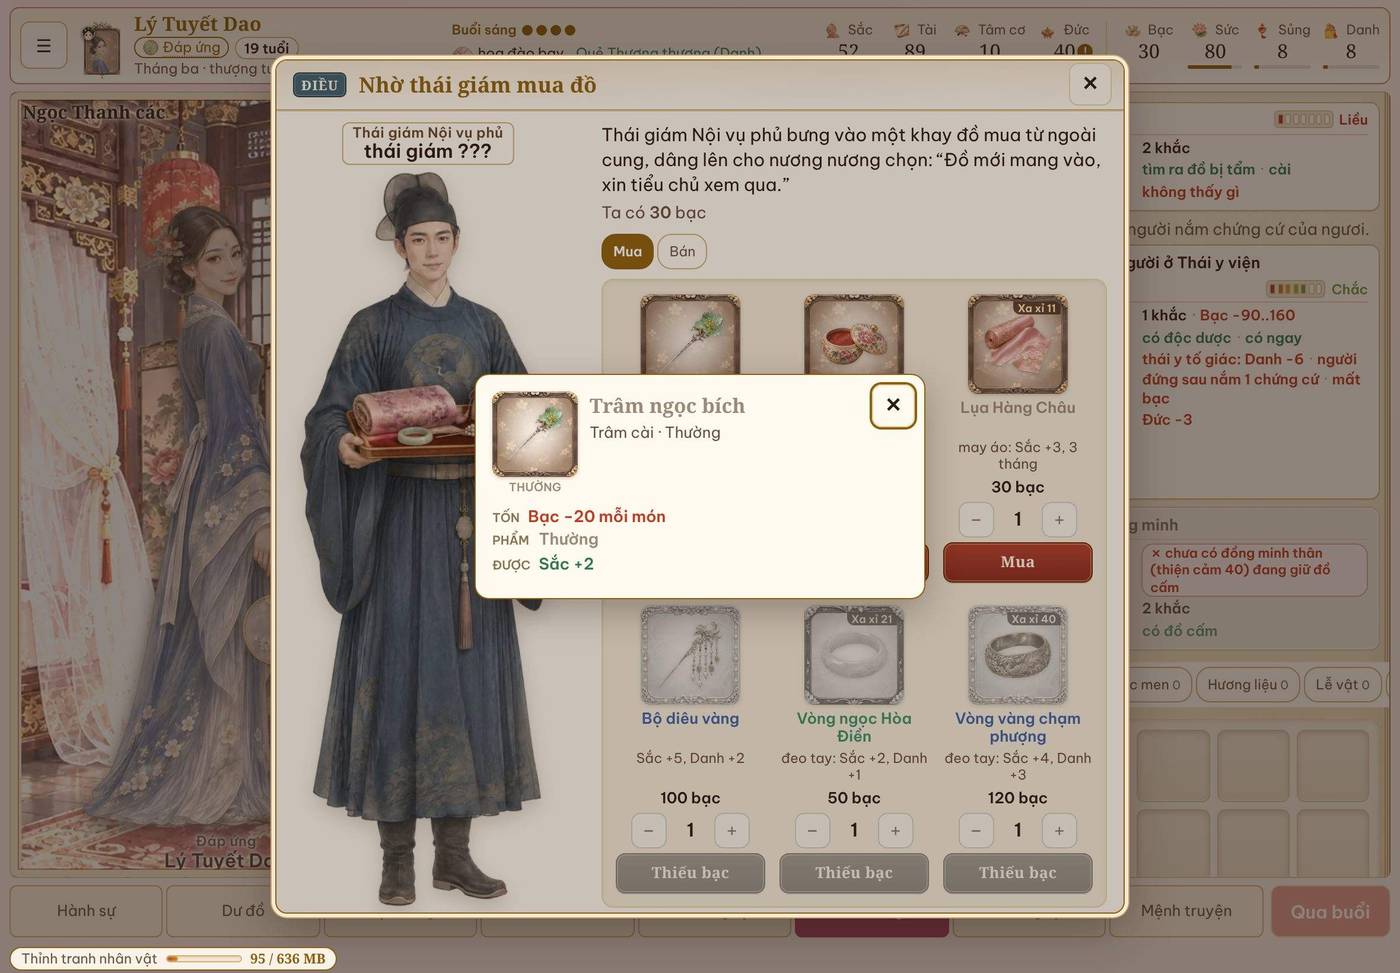 Lý Tuyết Dao
Đáp ứng
19 tuổi
Tháng ba · thượng tu
Buổi sáng
hoa đào bay
Quẻ Thượng thượng (Danh)
Sắc
52
Tài
89
Tâm cơ
10
Đức
40
Bạc
30
Sức
80
Sủng
8
Danh
8
Ngọc Thanh các
ĐIỀU
Nhờ thái giám mua đồ
×
Thái giám Nội vụ phủ
thái giám ???
Thái giám Nội vụ phủ bưng vào một khay đồ mua từ ngoài
cung, dâng lên cho nương nương chọn: “Đồ mới mang vào,
xin tiểu chủ xem qua.”
Ta có 30 bạc
Mua
Bán
Xa xỉ 11
Lụa Hàng Châu
may áo: Sắc +3, 3
tháng
30 bạc
− 1 +
Mua
Trâm ngọc bích
Trâm cài · Thường
×
THƯỜNG
TỐN Bạc −20 mỗi món
PHẨM Thường
ĐƯỢC Sắc +2
Bộ diêu vàng
Sắc +5, Danh +2
100 bạc
− 1 +
Thiếu bạc
Xa xỉ 21
Vòng ngọc Hòa
Điền
đeo tay: Sắc +2, Danh
+1
50 bạc
− 1 +
Thiếu bạc
Xa xỉ 40
Vòng vàng chạm
phượng
đeo tay: Sắc +4, Danh
+3
120 bạc
− 1 +
Thiếu bạc
Liều
2 khắc
tìm ra đồ bị tẩm · cài
không thấy gì
người nắm chứng cứ của ngươi.
gười ở Thái y viện
Chắc
1 khắc · Bạc −90..160
có độc dược · có ngay
thái y tố giác: Danh −6 · người
đứng sau nắm 1 chứng cứ · mất
bạc
Đức −3
g minh
× chưa có đồng minh thân
(thiện cảm 40) đang giữ đồ
cấm
2 khắc
có đồ cấm
c men 0
Hương liệu 0
Lễ vật 0
Đáp ứng
Lý Tuyết Da
Hành sự
Dư đồ
Mệnh truyện
Qua buổi
Thỉnh tranh nhân vật
95 / 636 MB